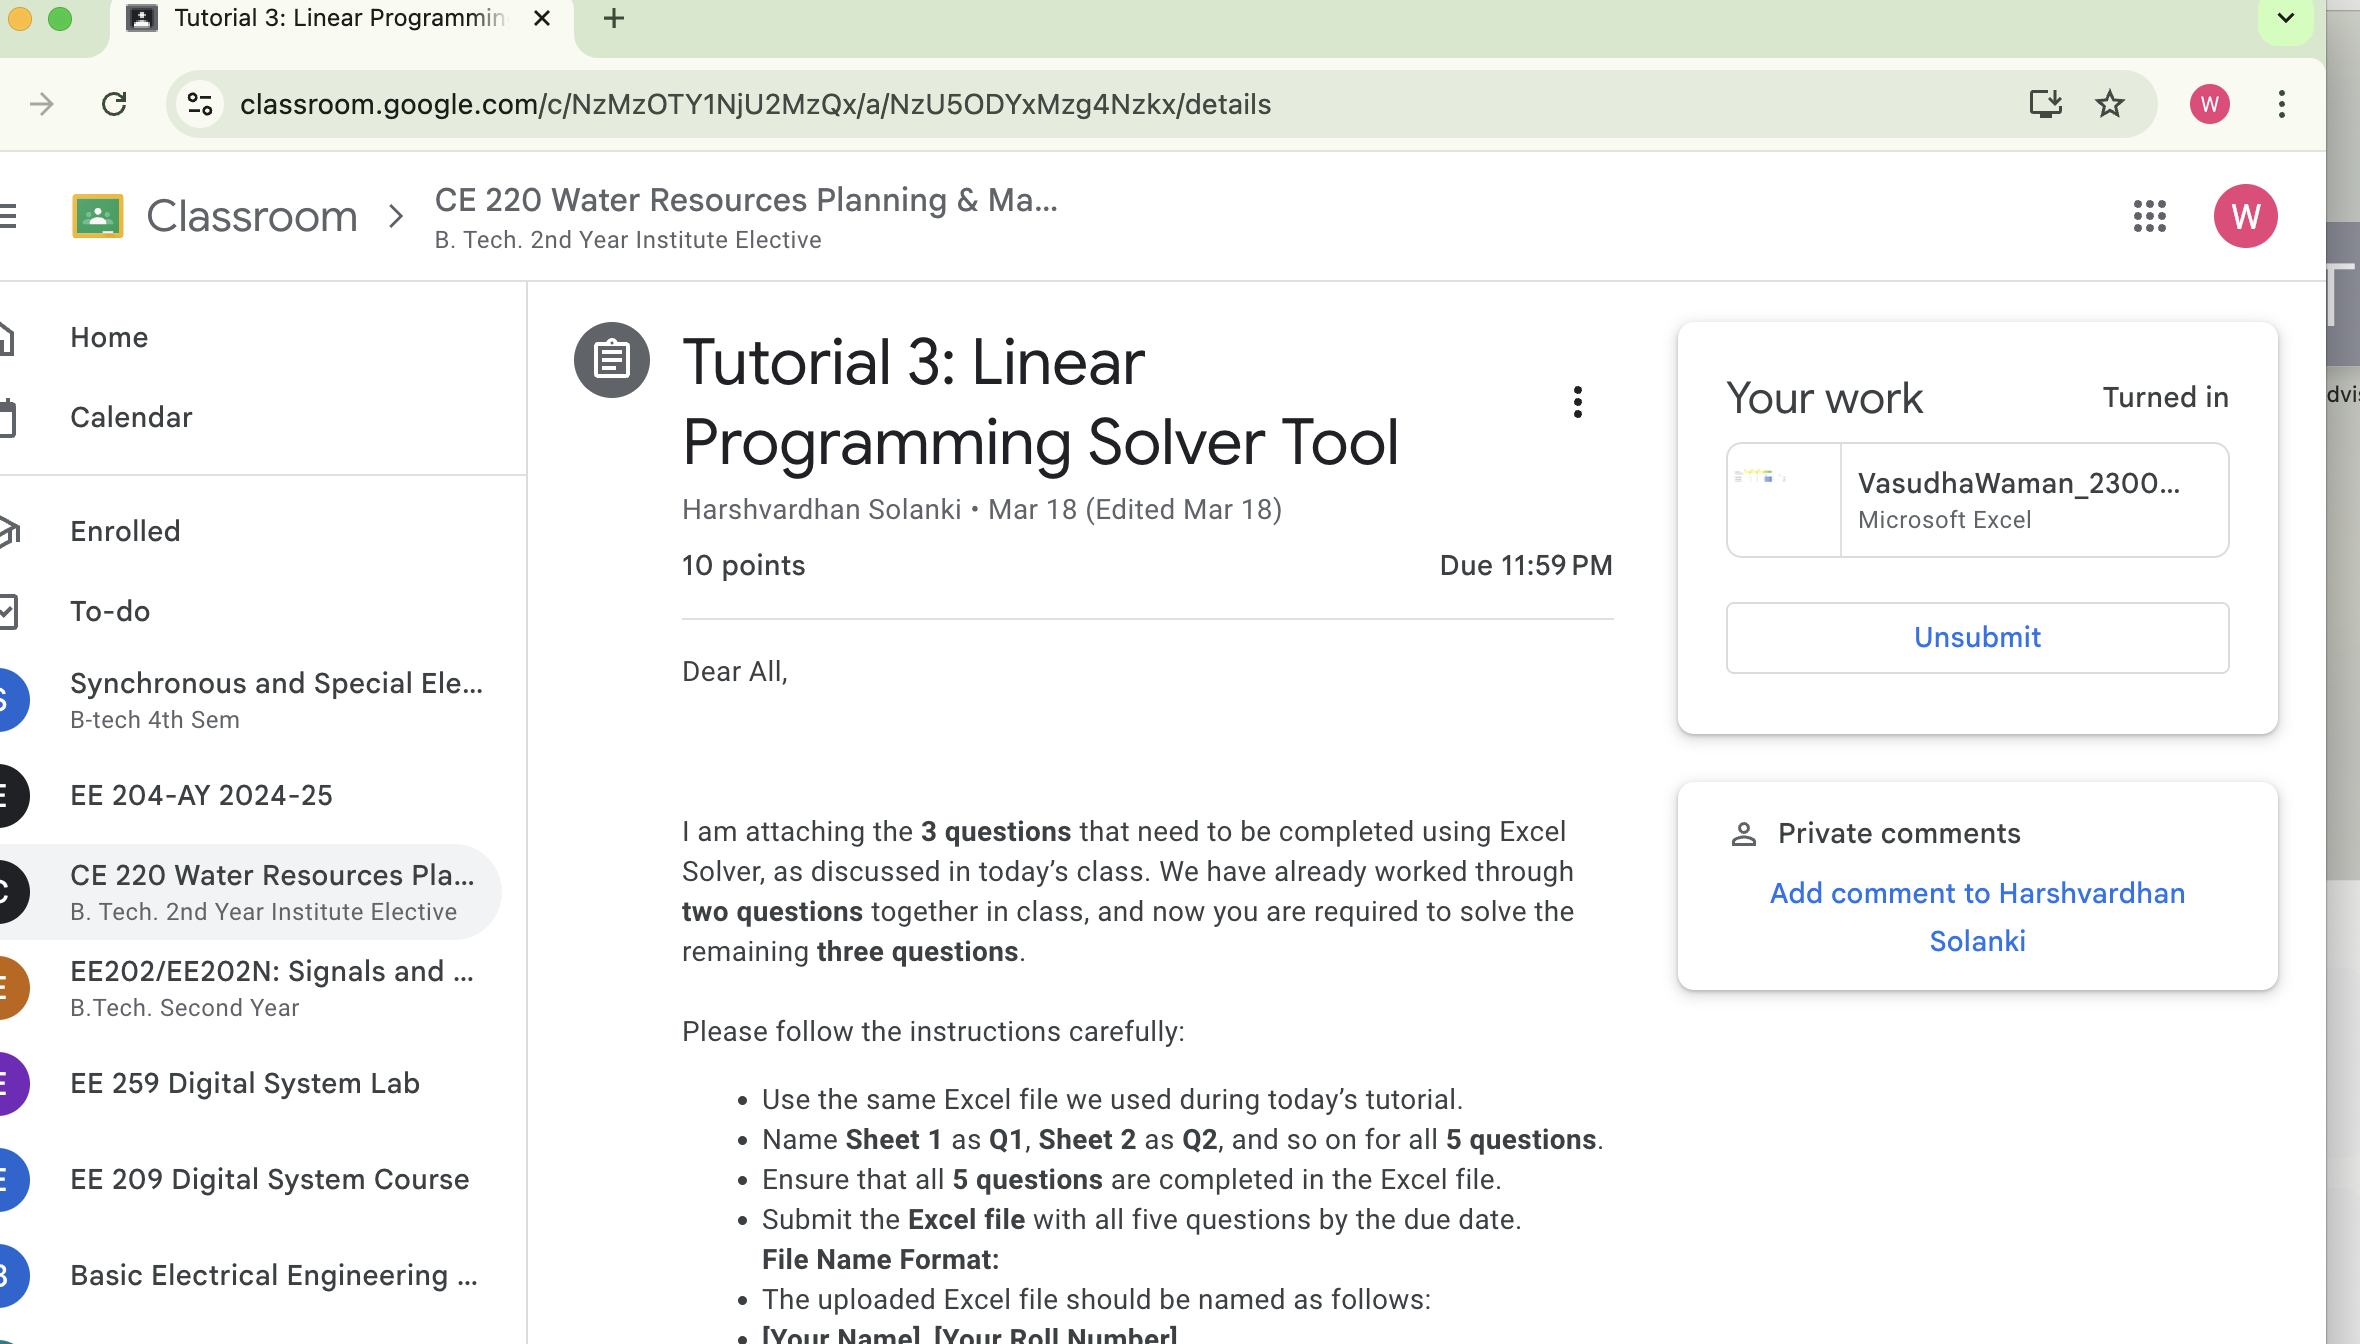 Tutorial 3: Linear Programmin
classroom.google.com/c/NzMzOTY1NjU2MzQx/a/NzU5ODYxMzg4Nzkx/details
W
Classroom
CE 220 Water Resources Planning & Ma...
B. Tech. 2nd Year Institute Elective
W
Home
Calendar
Enrolled
To-do
S
Synchronous and Special Ele...
B-tech 4th Sem
E
EE 204-AY 2024-25
C
CE 220 Water Resources Pla...
B. Tech. 2nd Year Institute Elective
E
EE202/EE202N: Signals and ...
B.Tech. Second Year
E
EE 259 Digital System Lab
E
EE 209 Digital System Course
B
Basic Electrical Engineering ...
Tutorial 3: Linear
Programming Solver Tool
Harshvardhan Solanki • Mar 18 (Edited Mar 18)
10 points
Due 11:59 PM
Dear All,
I am attaching the 3 questions that need to be completed using Excel
Solver, as discussed in today’s class. We have already worked through
two questions together in class, and now you are required to solve the
remaining three questions.
Please follow the instructions carefully:
• Use the same Excel file we used during today’s tutorial.
• Name Sheet 1 as Q1, Sheet 2 as Q2, and so on for all 5 questions.
• Ensure that all 5 questions are completed in the Excel file.
• Submit the Excel file with all five questions by the due date.
File Name Format:
• The uploaded Excel file should be named as follows:
• [Your Name]_[Your Roll Number]
Your work
Turned in
VasudhaWaman_2300...
Microsoft Excel
Unsubmit
Private comments
Add comment to Harshvardhan
Solanki
T
dvis